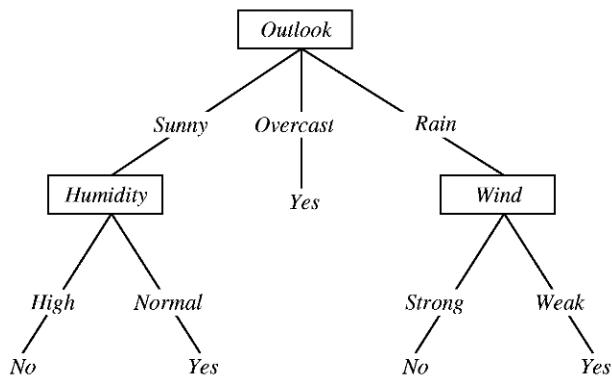 Outlook
Sunny Overcast Rain
Humidity Yes Wind
High Normal Strong Weak
No Yes No Yes